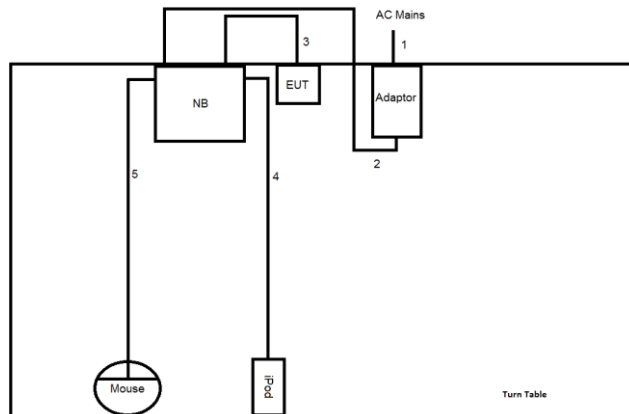 AC Mains
3
1
EUT
NB
Adaptor
2
5
4
Mouse
iPod
Turn Table